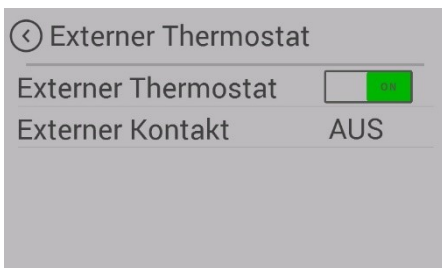 Externer Thermostat
Externer Thermostat ON
Externer Kontakt AUS